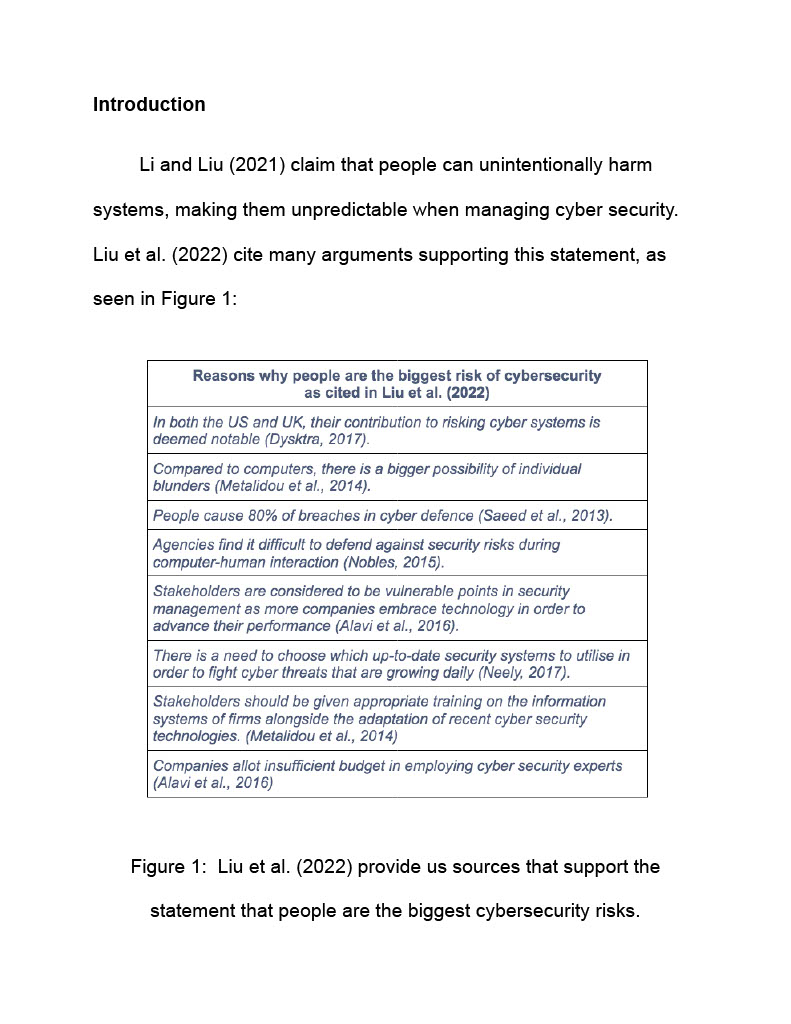 Introduction
Li and Liu (2021) claim that people can unintentionally harm
systems, making them unpredictable when managing cyber security.
Liu et al. (2022) cite many arguments supporting this statement, as
seen in Figure 1:
Reasons why people are the biggest risk of cybersecurity
as cited in Liu et al. (2022)
In both the US and UK, their contribution to risking cyber systems is
deemed notable (Dysktra, 2017).
Compared to computers, there is a bigger possibility of individual
blunders (Metalidou et al., 2014).
People cause 80% of breaches in cyber defence (Saeed et al., 2013).
Agencies find it difficult to defend against security risks during
computer-human interaction (Nobles, 2015).
Stakeholders are considered to be vulnerable points in security
management as more companies embrace technology in order to
advance their performance (Alavi et al., 2016).
There is a need to choose which up-to-date security systems to utilise in
order to fight cyber threats that are growing daily (Neely, 2017).
Stakeholders should be given appropriate training on the information
systems of firms alongside the adaptation of recent cyber security
technologies. (Metalidou et al., 2014)
Companies allot insufficient budget in employing cyber security experts
(Alavi et al., 2016)
Figure 1: Liu et al. (2022) provide us sources that support the
statement that people are the biggest cybersecurity risks.